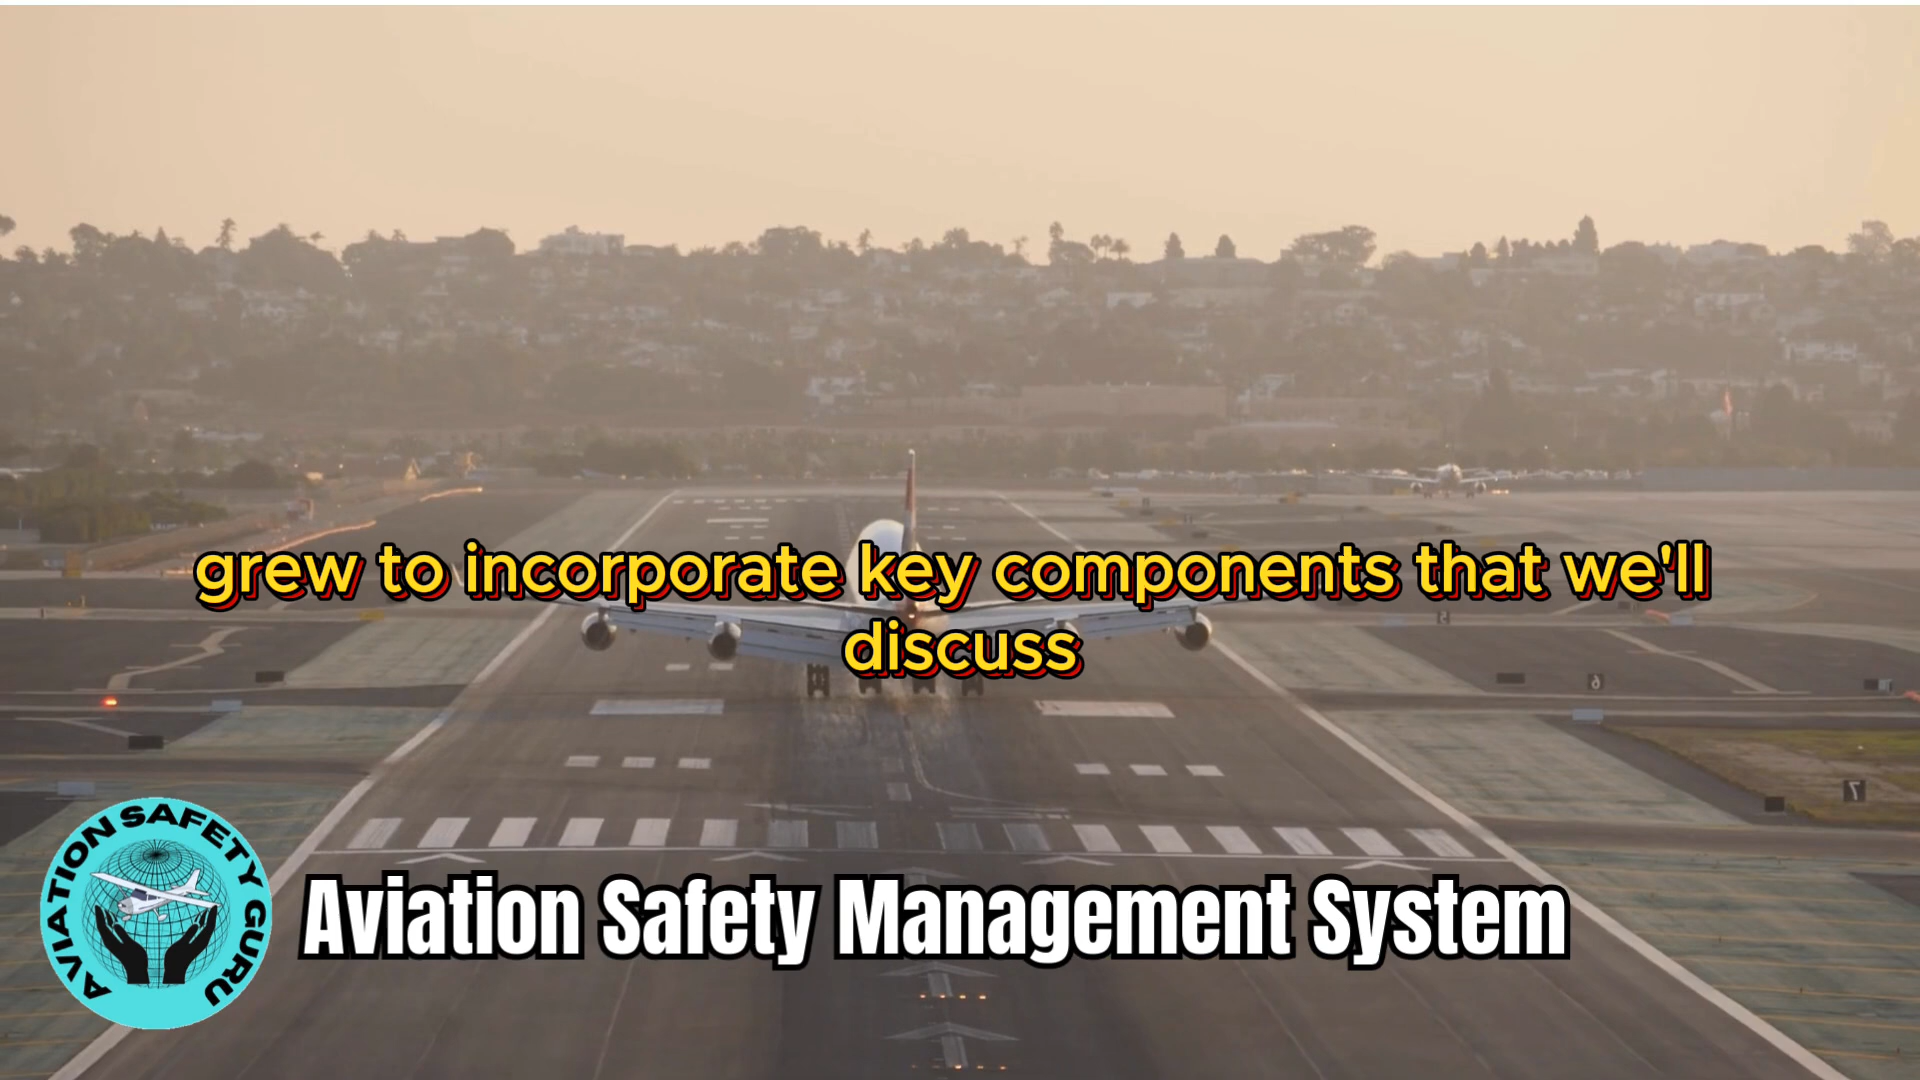 grew to incorporate key components that we'll
discuss
AVIATION SAFETY GURU
Aviation Safety Management System